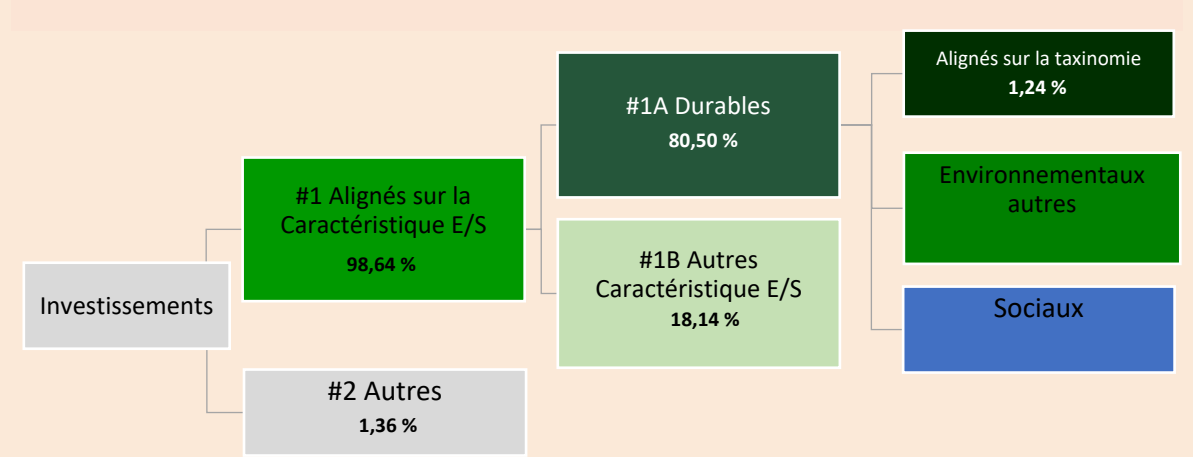 Investissements
#1 Alignés sur la
Caractéristique E/S
98,64 %
#2 Autres
1,36 %
#1A Durables
80,50 %
#1B Autres
Caractéristique E/S
18,14 %
Alignés sur la taxinomie
1,24 %
Environnementaux
autres
Sociaux